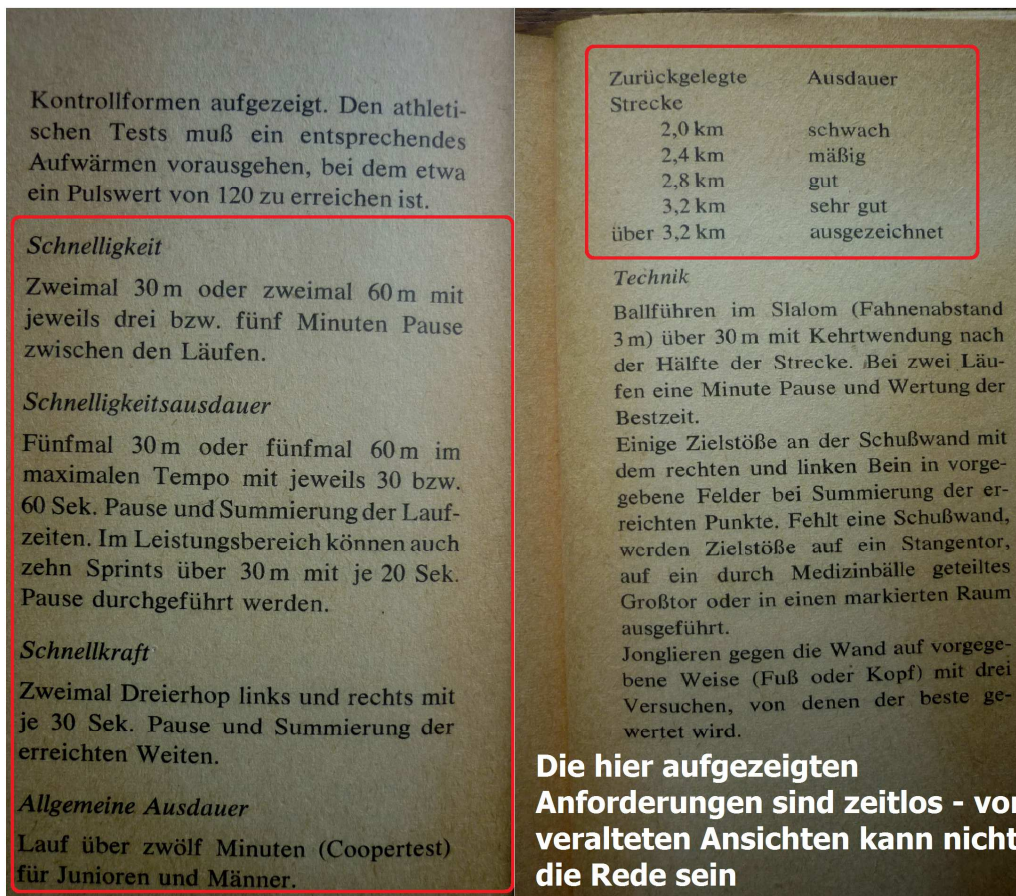 Kontrollformen aufgezeigt. Den athleti-
schen Tests muß ein entsprechendes
Aufwärmen vorausgehen, bei dem etwa
ein Pulswert von 120 zu erreichen ist.
Schnelligkeit
Zweimal 30 m oder zweimal 60 m mit
jeweils drei bzw. fünf Minuten Pause
zwischen den Läufen.
Schnelligkeitsausdauer
Fünfmal 30 m oder fünfmal 60 m im
maximalen Tempo mit jeweils 30 bzw.
60 Sek. Pause und Summierung der Lauf-
zeiten. Im Leistungsbereich können auch
zehn Sprints über 30 m mit je 20 Sek.
Pause durchgeführt werden.
Schnellkraft
Zweimal Dreierhop links und rechts mit
je 30 Sek. Pause und Summierung der
erreichten Weiten.
Allgemeine Ausdauer
Lauf über zwölf Minuten (Coopertest)
für Junioren und Männer.
Zurückgelegte Ausdauer
Strecke
2,0 km schwach
2,4 km mäßig
2,8 km gut
3,2 km sehr gut
über 3,2 km ausgezeichnet
Technik
Ballführen im Slalom (Fahnenabstand
3 m) über 30 m mit Kehrtwendung nach
der Hälfte der Strecke. Bei zwei Läu-
fen eine Minute Pause und Wertung der
Bestzeit.
Einige Zielstöße an der Schußwand mit
dem rechten und linken Bein in vorge-
gebene Felder bei Summierung der er-
reichten Punkte. Fehlt eine Schußwand,
werden Zielstöße auf ein Stangentor,
auf ein durch Medizinbälle geteiltes
Großtor oder in einen markierten Raum
ausgeführt.
Jonglieren gegen die Wand auf vorgege-
bene Weise (Fuß oder Kopf) mit drei
Versuchen, von denen der beste ge-
wertet wird.
Die hier aufgezeigten
Anforderungen sind zeitlos - von
veralteten Ansichten kann nicht
die Rede sein